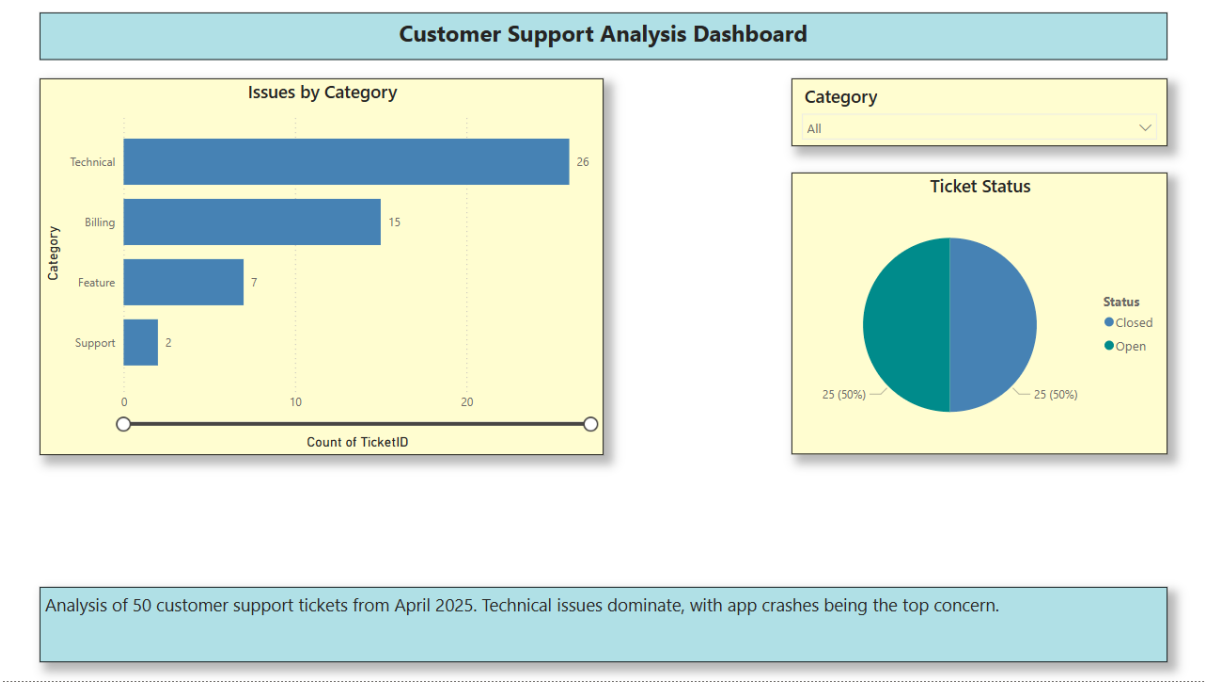 Customer Support Analysis Dashboard
Issues by Category
Category
Technical
26
Billing
15
Feature
7
Support
2
0
10
20
Count of TicketID
Category
All
Ticket Status
25 (50%)
25 (50%)
Status
Closed
Open
Analysis of 50 customer support tickets from April 2025. Technical issues dominate, with app crashes being the top concern.